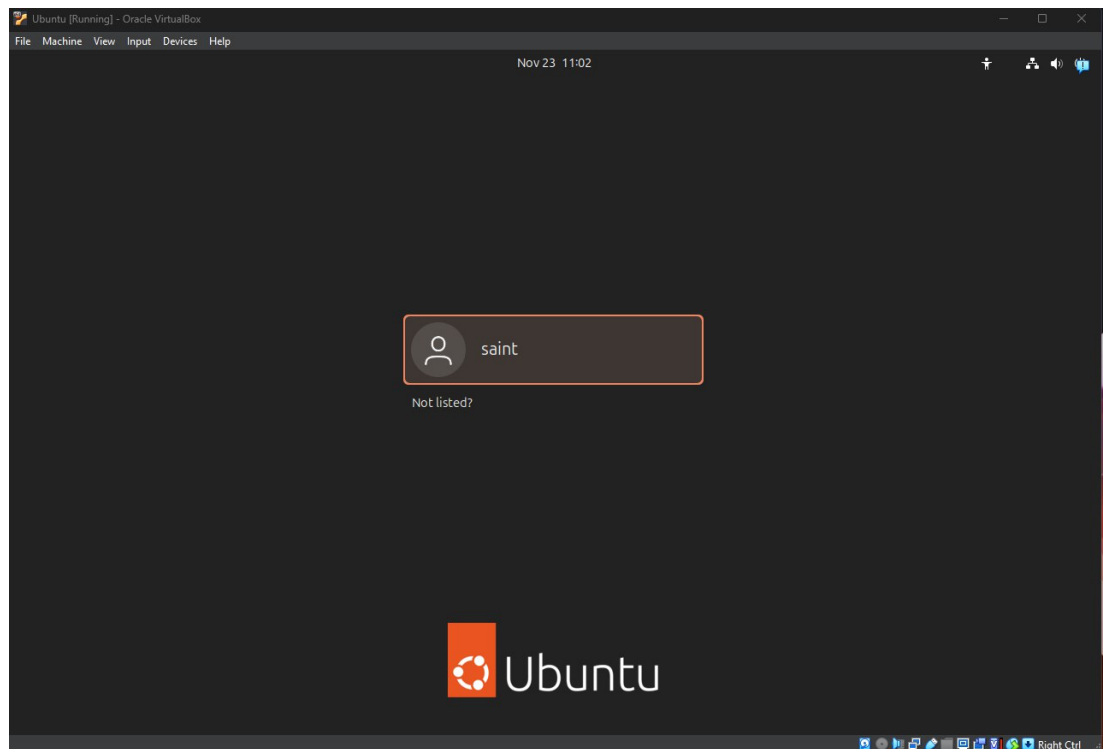 Ubuntu [Running] - Oracle VirtualBox
File Machine View Input Devices Help
Nov 23 11:02
saint
Not listed?
Ubuntu
Right Ctrl